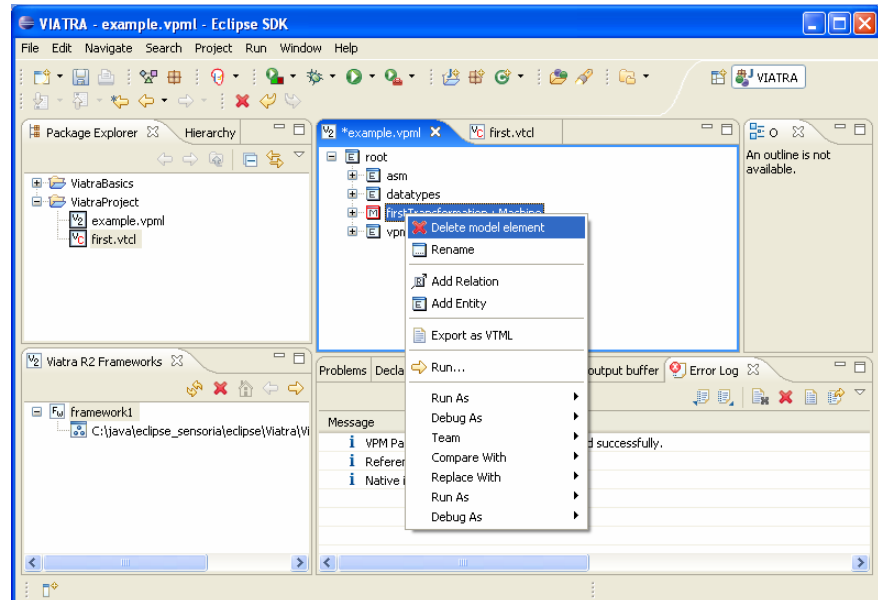 VIATRA - example.vpml - Eclipse SDK
File Edit Navigate Search Project Run Window Help
VIATRA
Package Explorer Hierarchy
ViatraBasics
ViatraProject
example.vpml
first.vtcl
*example.vpml first.vtcl
root
asm
datatypes
firstTransformation : Machine
vpm
Delete model element
Rename
Add Relation
Add Entity
Export as VTML
Run...
Run As
Debug As
Team
Compare With
Replace With
Run As
Debug As
O
An outline is not
available.
Viatra R2 Frameworks
framework1
C:\java\eclipse_sensoria\eclipse\Viatra\Vi
Problems Decla output buffer Error Log
Message
VPM Pa d successfully.
Referen
Native i